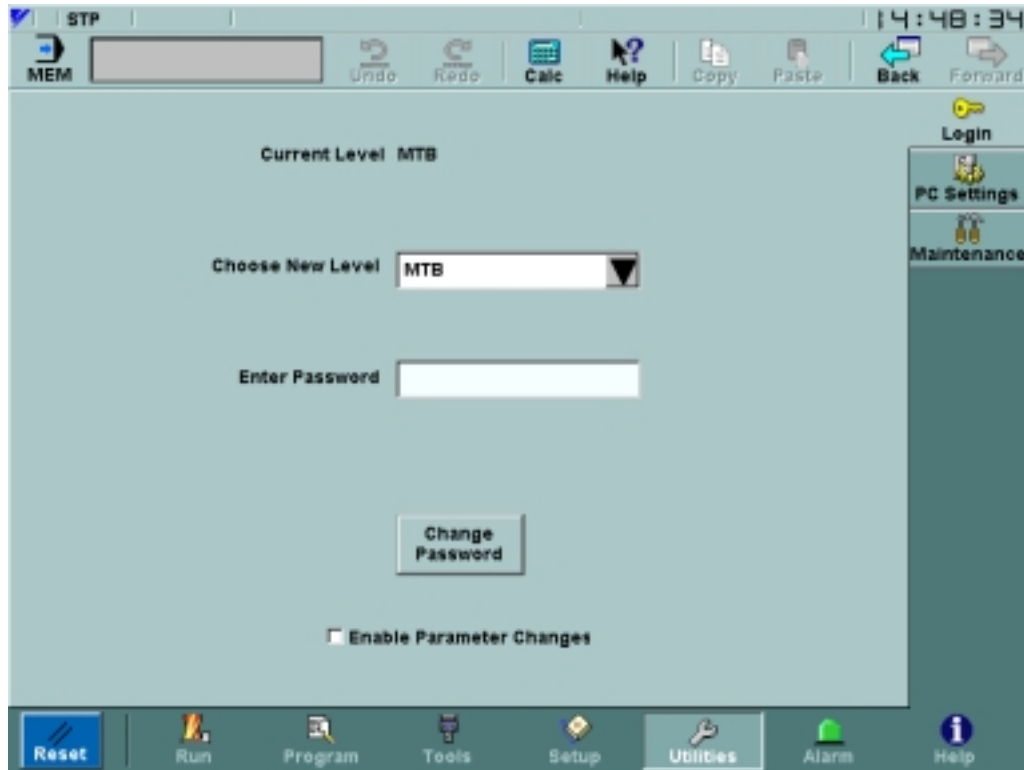 STP 14:48:34
MEM Undo Redo Calc Help Copy Paste Back Forward
Login
Current Level MTB
PC Settings
Maintenance
Choose New Level MTB
Enter Password
Change
Password
Enable Parameter Changes
Reset Run Program Tools Setup Utilities Alarm Help